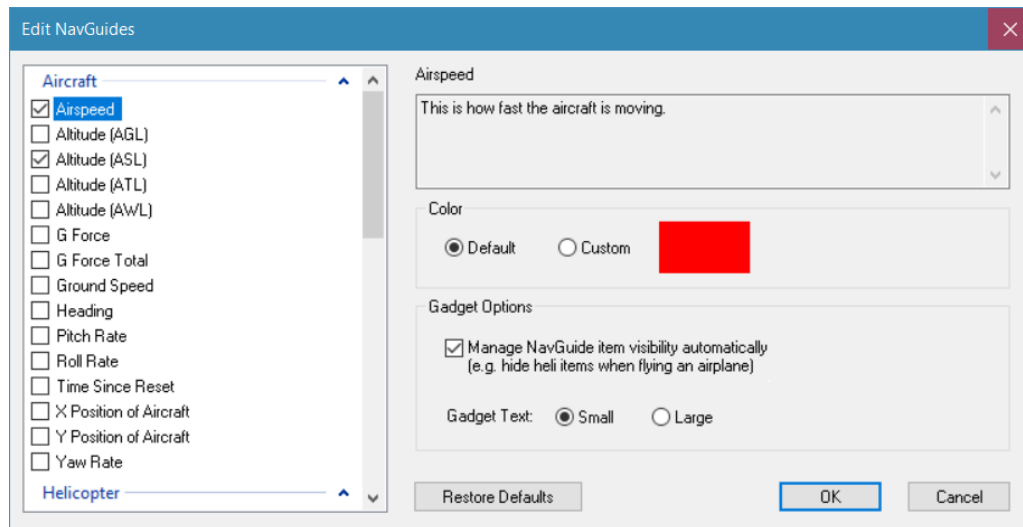 Edit NavGuides
Aircraft
Airspeed
Altitude (AGL)
Altitude (ASL)
Altitude (ATL)
Altitude (AWL)
G Force
G Force Total
Ground Speed
Heading
Pitch Rate
Roll Rate
Time Since Reset
X Position of Aircraft
Y Position of Aircraft
Yaw Rate
Helicopter
Airspeed
This is how fast the aircraft is moving.
Color
Default Custom
Gadget Options
Manage NavGuide item visibility automatically
(e.g. hide heli items when flying an airplane)
Gadget Text: Small Large
Restore Defaults OK Cancel